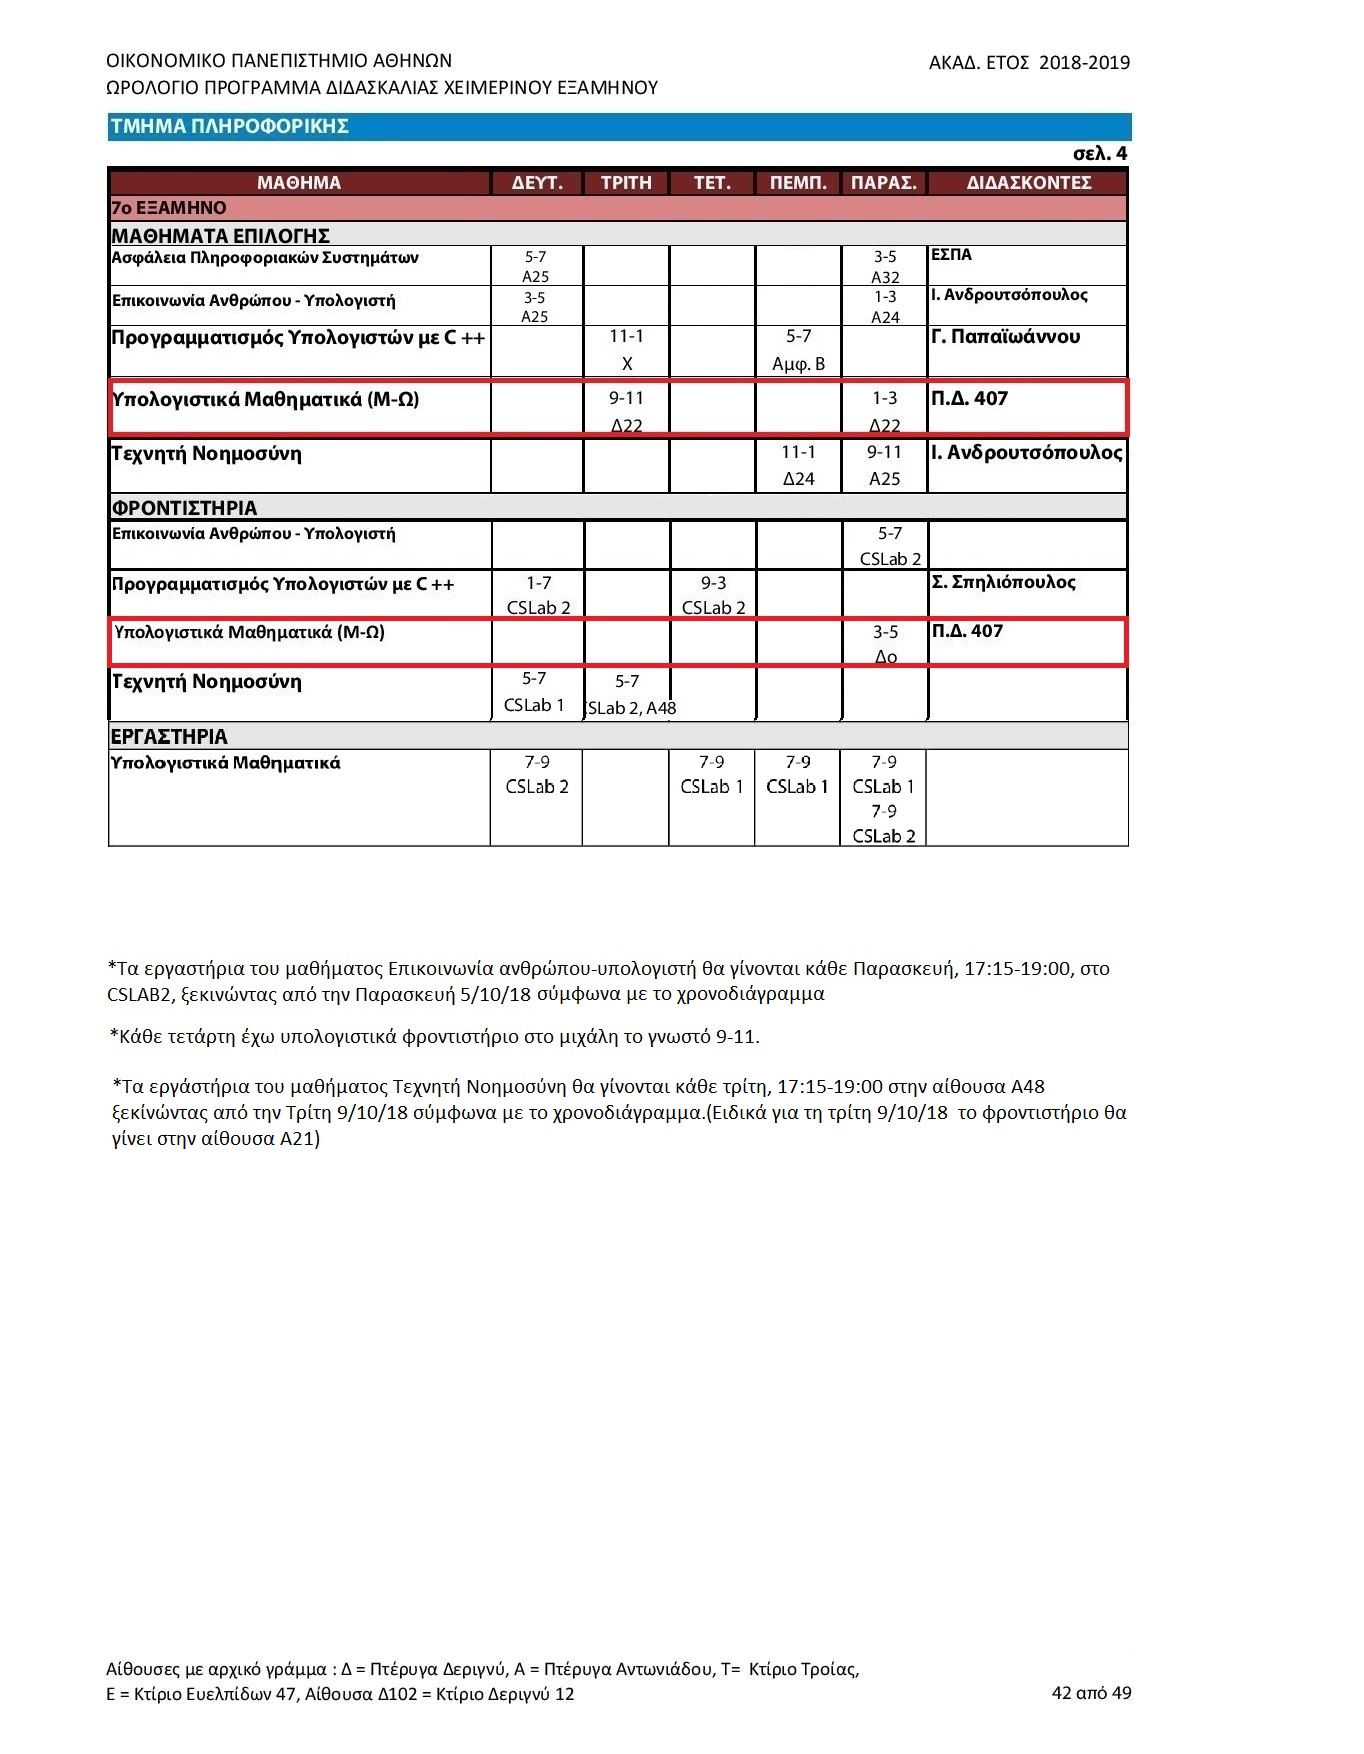 ΟΙΚΟΝΟΜΙΚΟ ΠΑΝΕΠΙΣΤΗΜΙΟ ΑΘΗΝΩΝ ΑΚΑΔ. ΕΤΟΣ 2018-2019
ΩΡΟΛΟΓΙΟ ΠΡΟΓΡΑΜΜΑ ΔΙΔΑΣΚΑΛΙΑΣ ΧΕΙΜΕΡΙΝΟΥ ΕΞΑΜΗΝΟΥ
ΤΜΗΜΑ ΠΛΗΡΟΦΟΡΙΚΗΣ
σελ. 4
ΜΑΘΗΜΑ ΔΕΥΤ. ΤΡΙΤΗ ΤΕΤ. ΠΕΜΠ. ΠΑΡΑΣ. ΔΙΔΑΣΚΟΝΤΕΣ
7ο ΕΞΑΜΗΝΟ
ΜΑΘΗΜΑΤΑ ΕΠΙΛΟΓΗΣ
Ασφάλεια Πληροφοριακών Συστημάτων 5-7 3-5 ΕΣΠΑ
Α25 Α32
Επικοινωνία Ανθρώπου - Υπολογιστή 3-5 1-3 Ι. Ανδρουτσόπουλος
Α25 Α24
Προγραμματισμός Υπολογιστών με C ++ 11-1 5-7 Γ. Παπαϊωάννου
Χ Αμφ. Β
Υπολογιστικά Μαθηματικά (Μ-Ω) 9-11 1-3 Π.Δ. 407
Δ22 Δ22
Τεχνητή Νοημοσύνη 11-1 9-11 Ι. Ανδρουτσόπουλος
Δ24 Α25
ΦΡΟΝΤΙΣΤΗΡΙΑ
Επικοινωνία Ανθρώπου - Υπολογιστή 5-7
CSLab 2
Προγραμματισμός Υπολογιστών με C ++ 1-7 9-3 Σ. Σπηλιόπουλος
CSLab 2 CSLab 2
Υπολογιστικά Μαθηματικά (Μ-Ω) 3-5 Π.Δ. 407
Δο
Τεχνητή Νοημοσύνη 5-7 5-7
CSLab 1 CSLab 2, A48
ΕΡΓΑΣΤΗΡΙΑ
Υπολογιστικά Μαθηματικά 7-9 7-9 7-9 7-9
CSLab 2 CSLab 1 CSLab 1 CSLab 1
7-9
CSLab 2
*Τα εργαστήρια του μαθήματος Επικοινωνία ανθρώπου-υπολογιστή θα γίνονται κάθε Παρασκευή, 17:15-19:00, στο
CSLAB2, ξεκινώντας από την Παρασκευή 5/10/18 σύμφωνα με το χρονοδιάγραμμα
*Κάθε τετάρτη έχω υπολογιστικά φροντιστήριο στο μιχάλη το γνωστό 9-11.
*Τα εργάστήρια του μαθήματος Τεχνητή Νοημοσύνη θα γίνονται κάθε τρίτη, 17:15-19:00 στην αίθουσα Α48
ξεκίνώντας από την Τρίτη 9/10/18 σύμφωνα με το χρονοδιάγραμμα.(Ειδικά για τη τρίτη 9/10/18 το φροντιστήριο θα
γίνει στην αίθουσα Α21)
Αίθουσες με αρχικό γράμμα : Δ = Πτέρυγα Δεριγνύ, Α = Πτέρυγα Αντωνιάδου, Τ= Κτίριο Τροίας,
Ε = Κτίριο Ευελπίδων 47, Αίθουσα Δ102 = Κτίριο Δεριγνύ 12 42 από 49